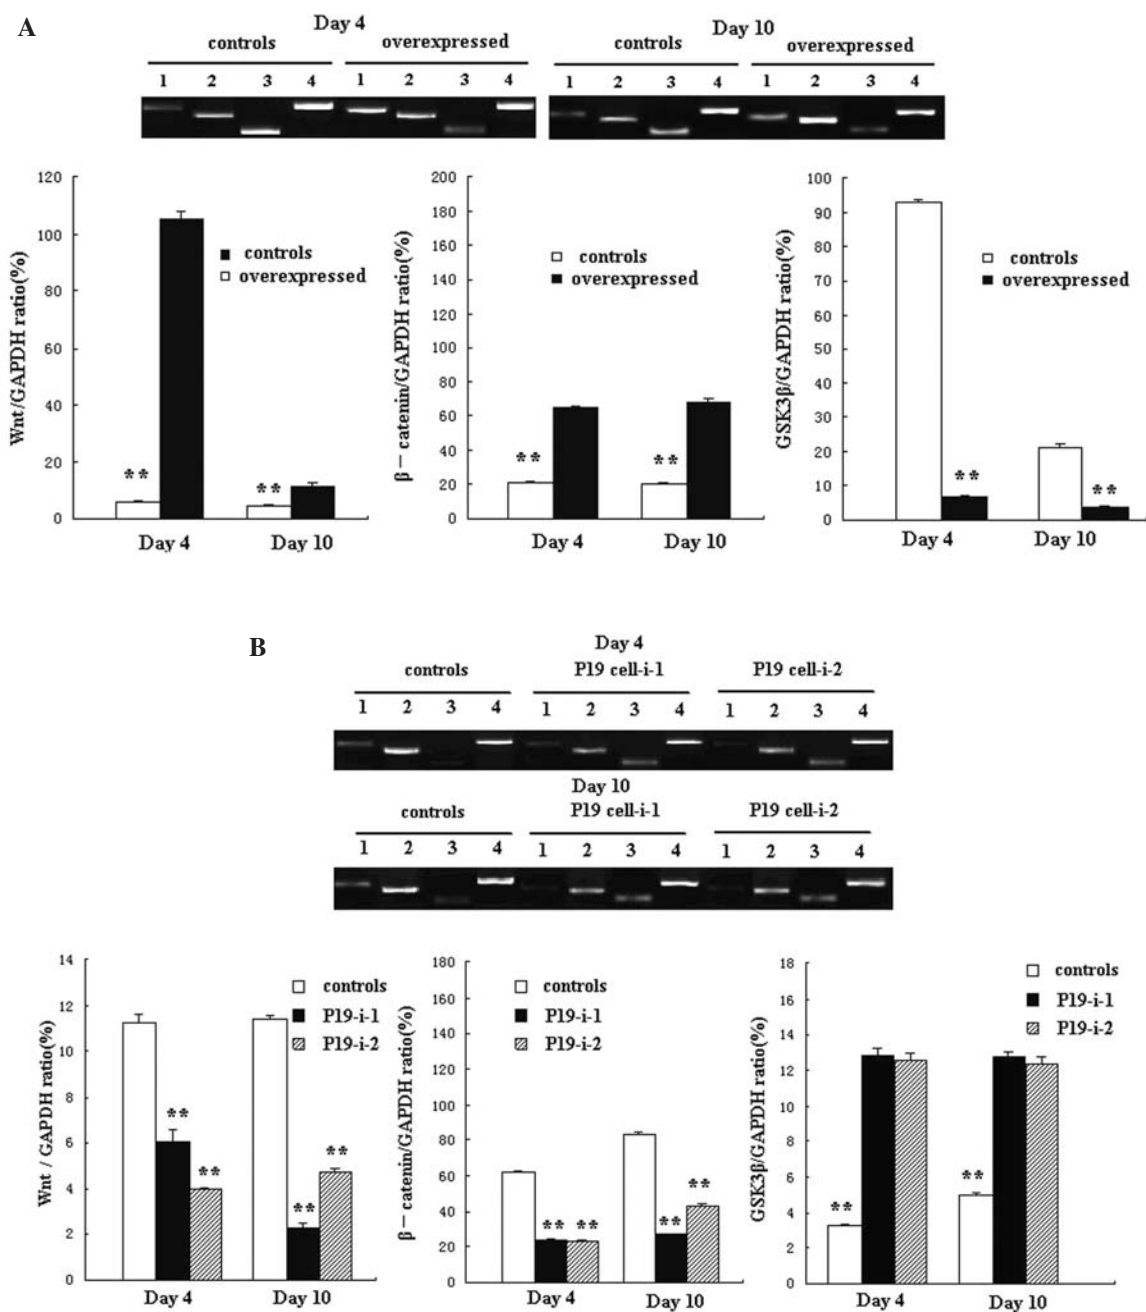 A
Day 4
controls overexpressed
1 2 3 4 1 2 3 4
Day 10
controls overexpressed
1 2 3 4 1 2 3 4
Wnt/GAPDH ratio(%)
120
100
80
60
40
20
0
controls
overexpressed
** **
Day 4 Day 10
β－catenin/GAPDH ratio(%)
200
180
160
140
120
100
80
60
40
20
0
controls
overexpressed
** **
Day 4 Day 10
GSK3β/GAPDH ratio(%)
100
90
80
70
60
50
40
30
20
10
0
controls
overexpressed
** **
Day 4 Day 10
B
Day 4
controls P19 cell-i-1 P19 cell-i-2
1 2 3 4 1 2 3 4 1 2 3 4
Day 10
controls P19 cell-i-1 P19 cell-i-2
1 2 3 4 1 2 3 4 1 2 3 4
Wnt / GAPDH ratio(%)
14
12
10
8
6
4
2
0
controls
P19-i-1
P19-i-2
** ** ** **
Day 4 Day 10
β－catenin/GAPDH ratio(%)
180
160
140
120
100
80
60
40
20
0
controls
P19-i-1
P19-i-2
** ** ** **
Day 4 Day 10
GSK3β/GAPDH ratio(%)
18
16
14
12
10
8
6
4
2
0
controls
P19-i-1
P19-i-2
** **
Day 4 Day 10